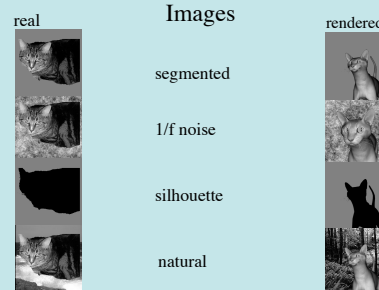 Images
real
rendered
segmented
1/f noise
silhouette
natural